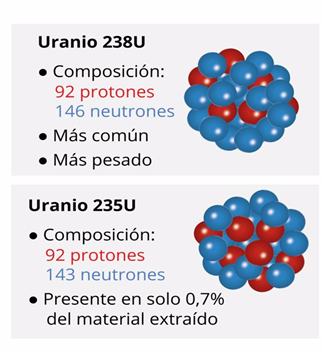 Uranio 238U
● Composición:
92 protones
146 neutrones
● Más común
● Más pesado
Uranio 235U
● Composición:
92 protones
143 neutrones
● Presente en solo 0,7%
del material extraído